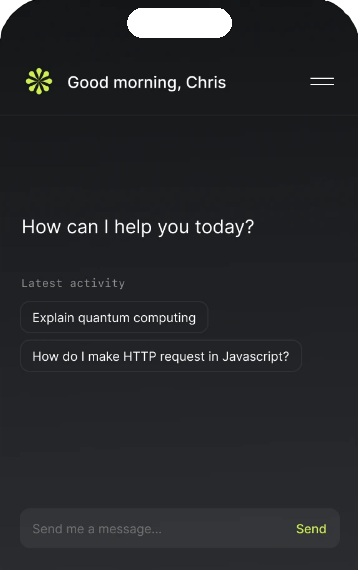 Good morning, Chris
How can I help you today?
Latest activity
Explain quantum computing
How do I make HTTP request in Javascript?
Send me a message...
Send